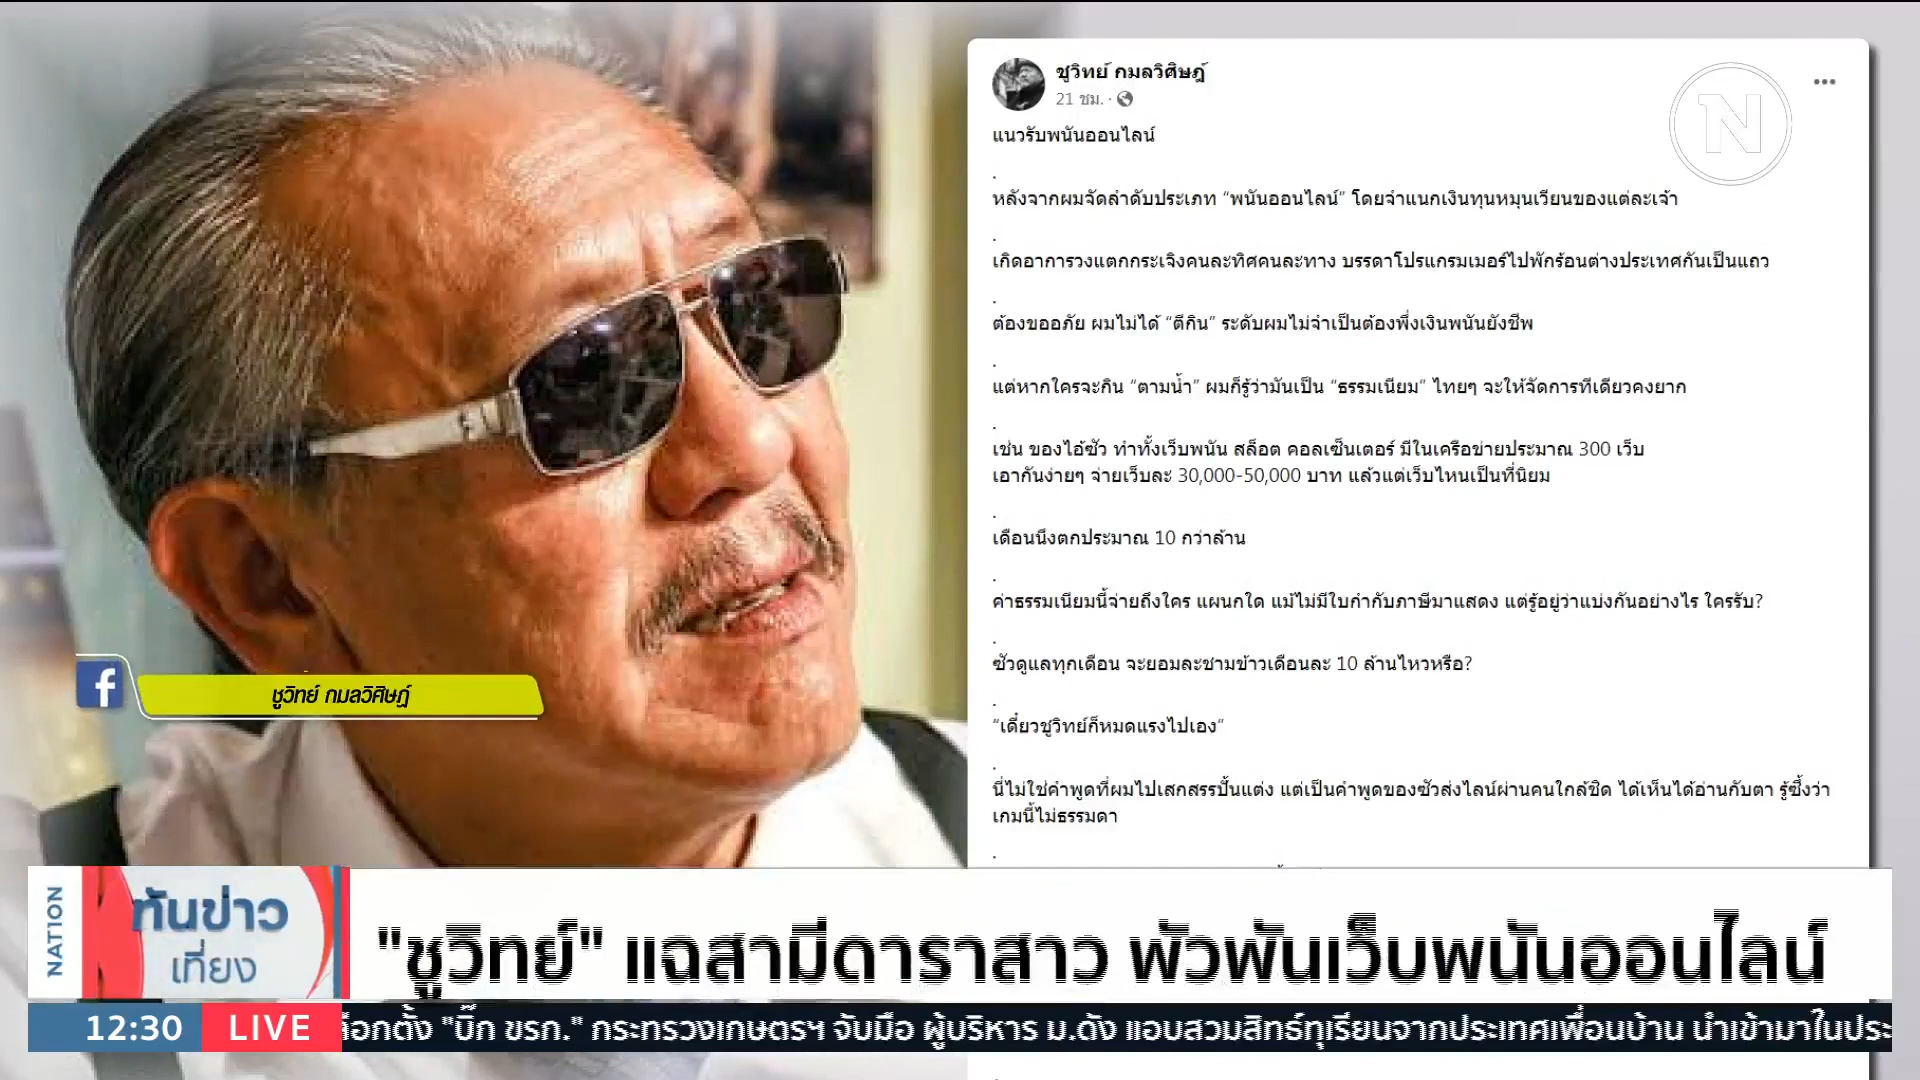 ชูวิทย์ กมลวิศิษฎ์
21 ชม. ·
N
แนวรับพนันออนไลน์
.
หลังจากผมจัดลำดับประเภท “พนันออนไลน์” โดยจำแนกเงินทุนหมุนเวียนของแต่ละเจ้า
.
เกิดอาการวงแตกกระเจิงคนละทิศคนละทาง บรรดาโปรแกรมเมอร์ไปพักร้อนต่างประเทศกันเป็นแถว
.
ต้องขออภัย ผมไม่ได้ “ตีกิน” ระดับผมไม่จำเป็นต้องพึ่งเงินพนันยังชีพ
.
แต่หากใครจะกิน “ตามน้ำ” ผมก็รู้ว่ามันเป็น “ธรรมเนียม” ไทยๆ จะให้จัดการทีเดียวคงยาก
.
เช่น ของไอ้ซัว ทำทั้งเว็บพนัน สล็อต คอลเซ็นเตอร์ มีในเครือข่ายประมาณ 300 เว็บ
เอากันง่ายๆ จ่ายเว็บละ 30,000-50,000 บาท แล้วแต่เว็บไหนเป็นที่นิยม
.
เดือนนึงตกประมาณ 10 กว่าล้าน
.
ค่าธรรมเนียมนี้จ่ายถึงใคร แผนกใด แม้ไม่มีใบกำกับภาษีมาแสดง แต่รู้อยู่ว่าแบ่งกันอย่างไร ใครรับ?
.
ซัวดูแลทุกเดือน จะยอมละชามข้าวเดือนละ 10 ล้านไหวหรือ?
.
“เดี๋ยวชูวิทย์ก็หมดแรงไปเอง”
.
นี่ไม่ใช่คำพูดที่ผมไปเสกสรรปั้นแต่ง แต่เป็นคำพูดของซัวส่งไลน์ผ่านคนใกล้ชิด ได้เห็นได้อ่านกับตา รู้ซึ้งว่า
เกมนี้ไม่ธรรมดา
.
f
ชูวิทย์ กมลวิศิษฎ์
NATION
ทันข่าว
เที่ยง
"ชูวิทย์" แฉสามีดาราสาว พัวพันเว็บพนันออนไลน์
12:30
LIVE
ล็อกตั้ง "บิ๊ก ขรก." กระทรวงเกษตรฯ จับมือ ผู้บริหาร ม.ดัง แอบสวมสิทธ์ทุเรียนจากประเทศเพื่อนบ้าน นำเข้ามาในประ